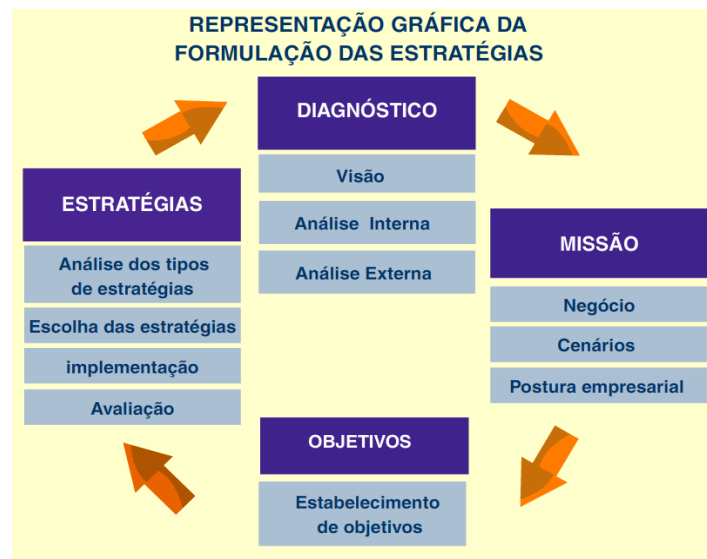 REPRESENTAÇÃO GRÁFICA DA
FORMULAÇÃO DAS ESTRATÉGIAS
DIAGNÓSTICO
Visão
Análise Interna
Análise Externa
MISSÃO
Negócio
Cenários
Postura empresarial
OBJETIVOS
Estabelecimento
de objetivos
ESTRATÉGIAS
Análise dos tipos
de estratégias
Escolha das estratégias
implementação
Avaliação